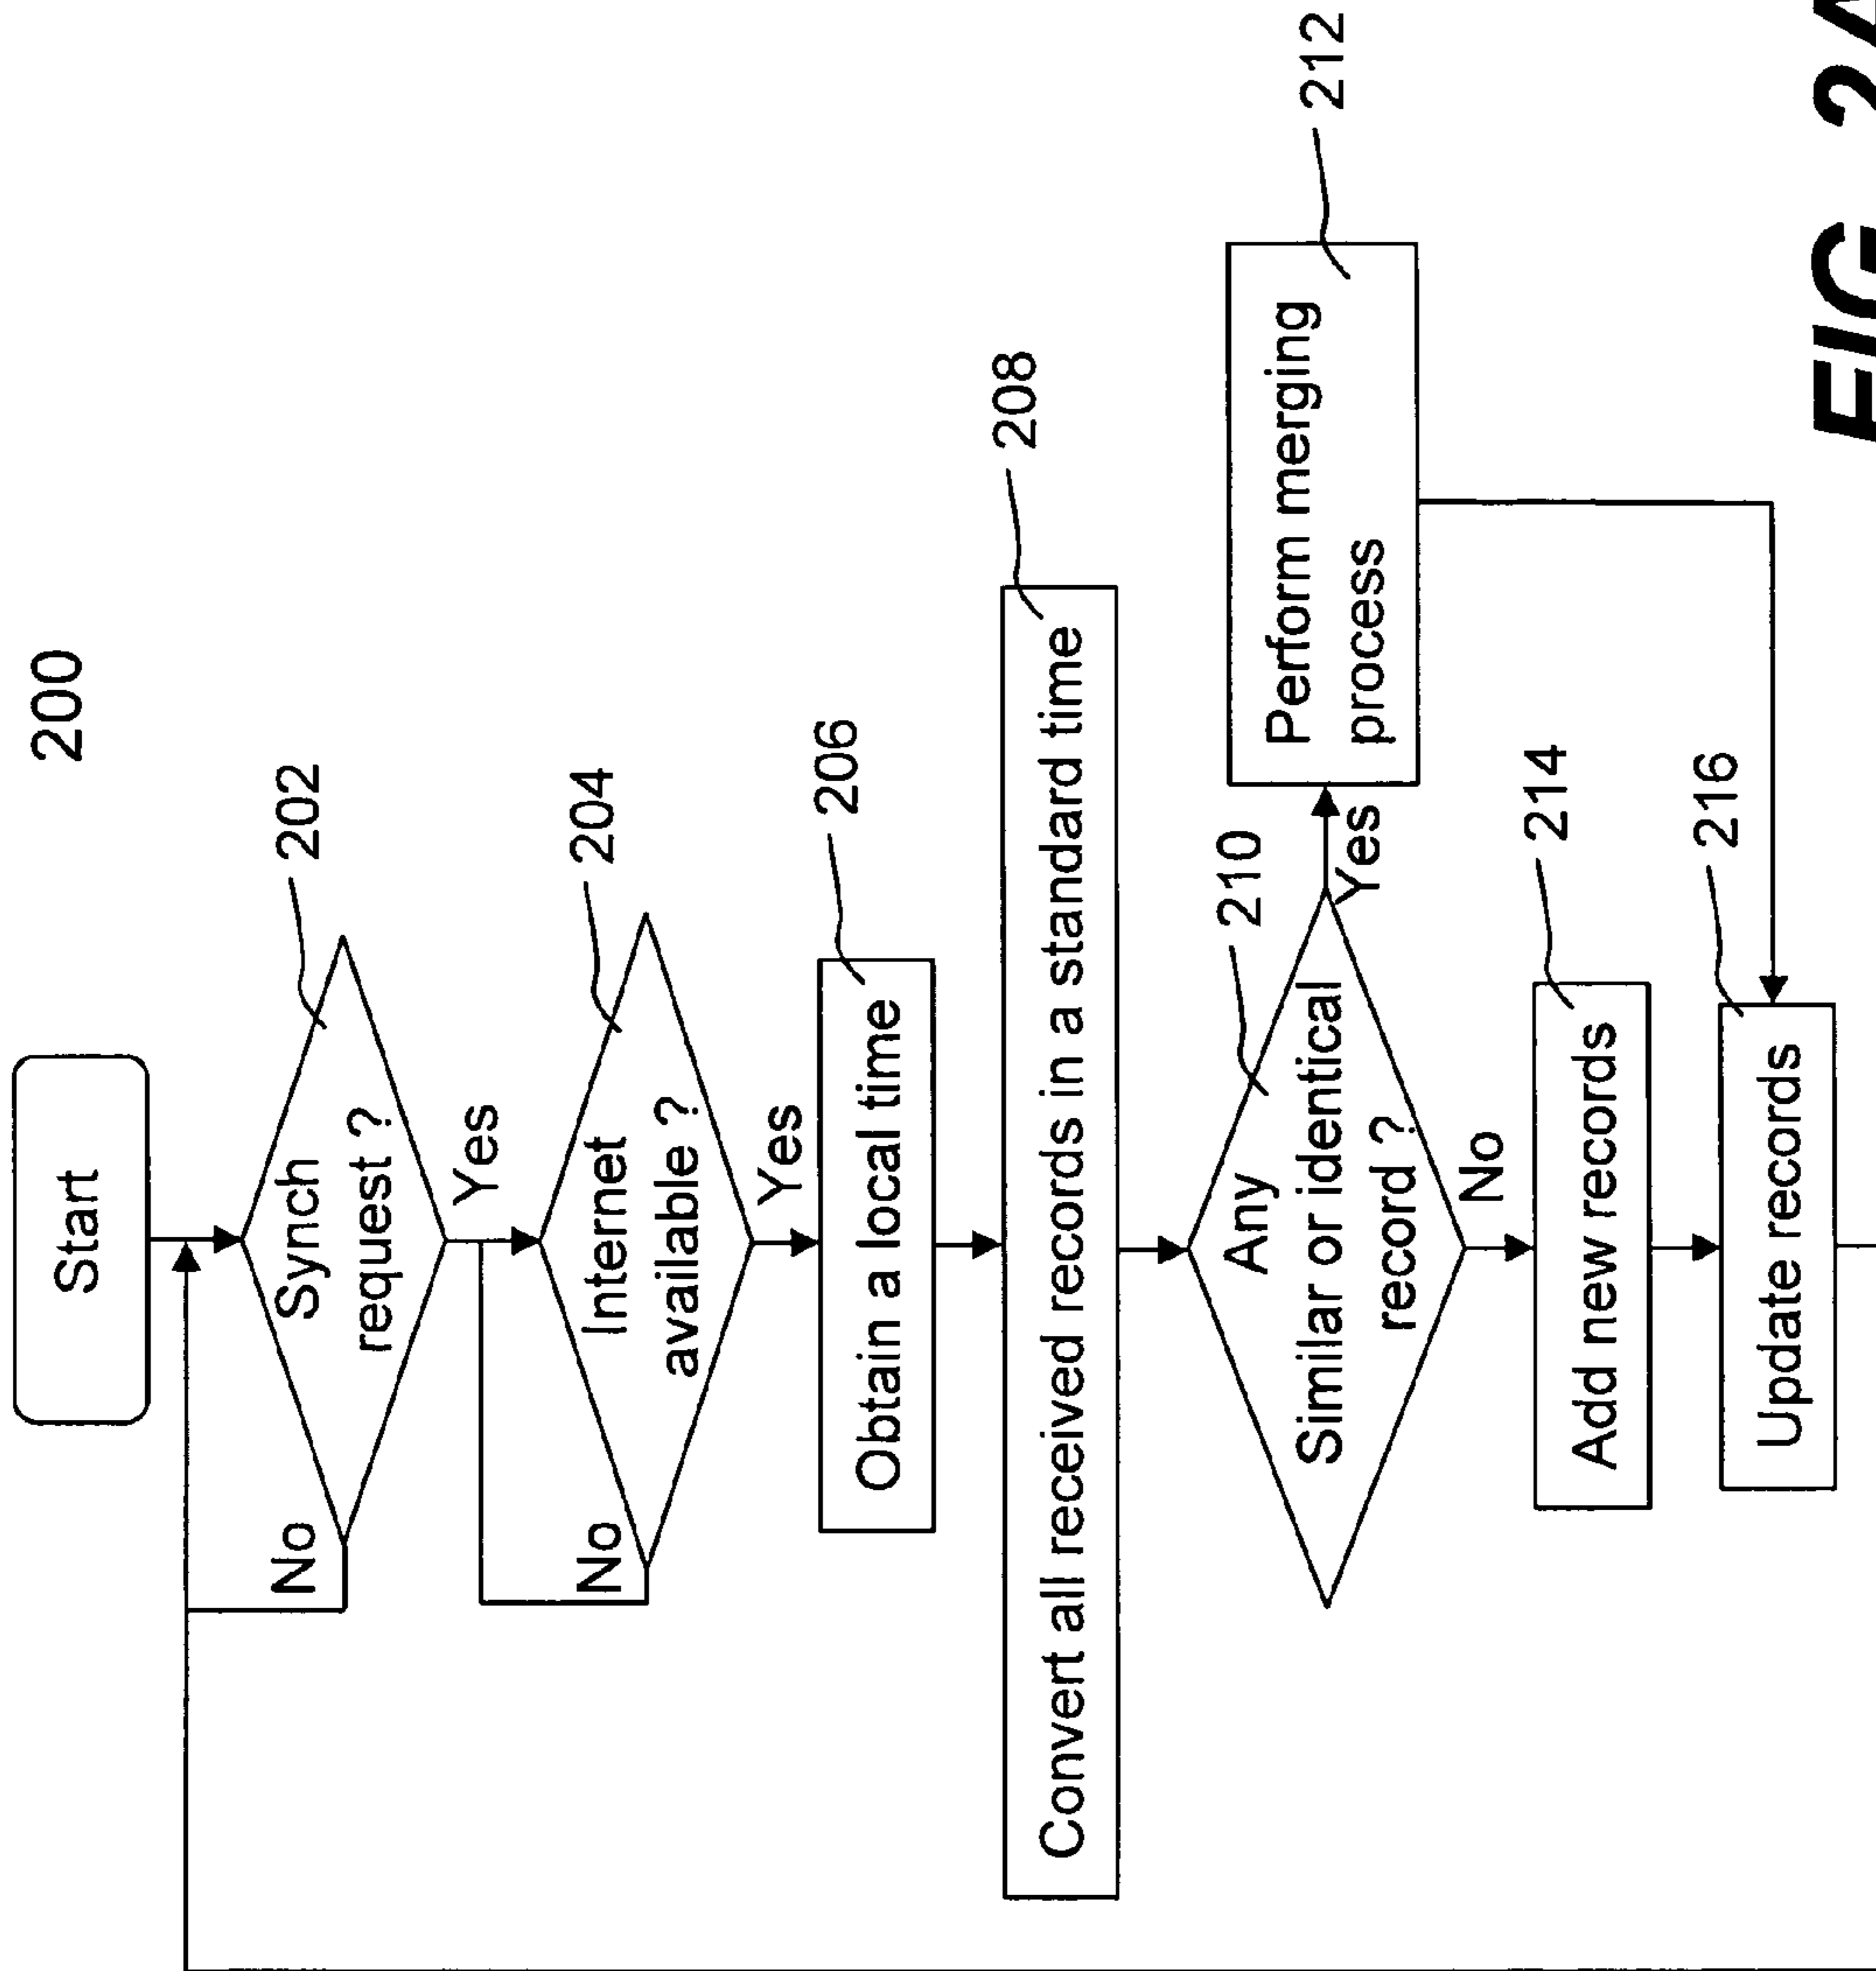 200
Start
202
Synch
request ?
No
Yes
204
Internet
available ?
No
Yes
206
Obtain a local time
208
Convert all received records in a standard time
210
Any
Similar or identical
record ?
Yes
No
212
Perform merging
process
214
Add new records
216
Update records